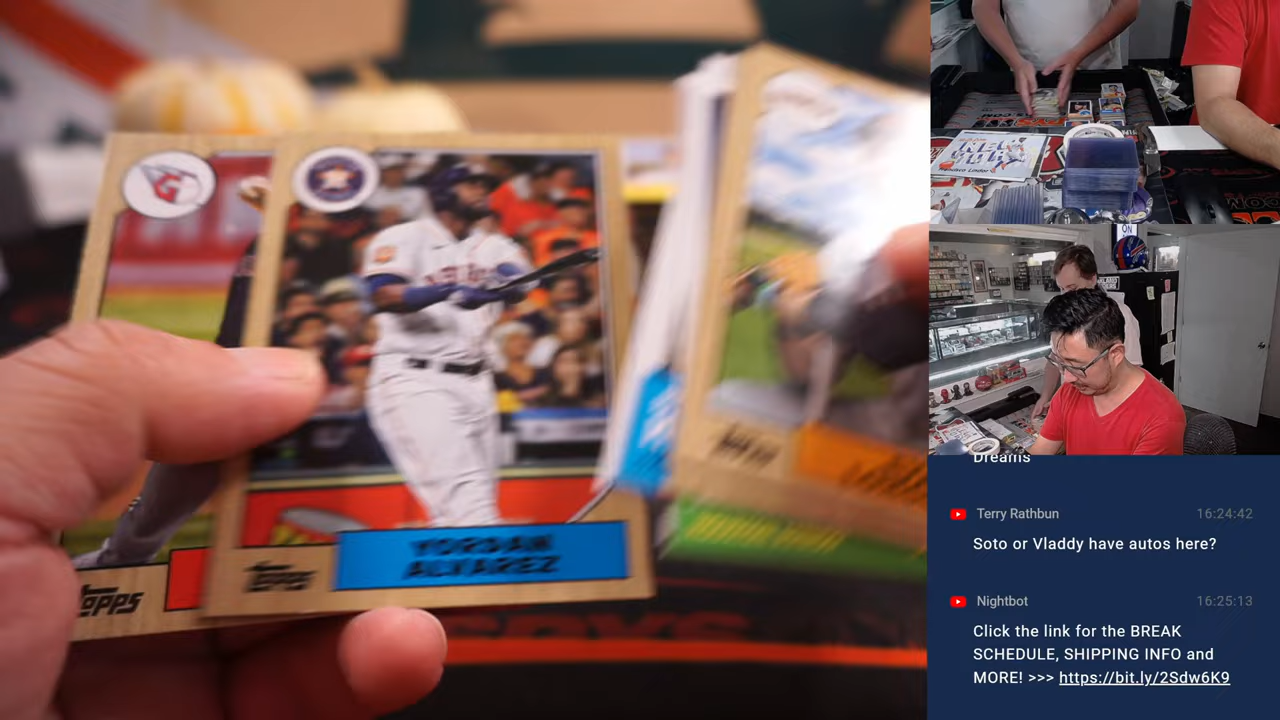 YORDAN
ALVAREZ
TOPPS
TOPPS
ON
Dreams
Terry Rathbun 16:24:42
Soto or Vladdy have autos here?
Nightbot 16:25:13
Click the link for the BREAK
SCHEDULE, SHIPPING INFO and
MORE! >>> https://bit.ly/2Sdw6K9